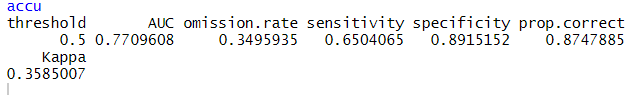 accu
threshold AUC omission.rate sensitivity specificity prop.correct
0.5 0.7709608 0.3495935 0.6504065 0.8915152 0.8747885
Kappa
0.3585007